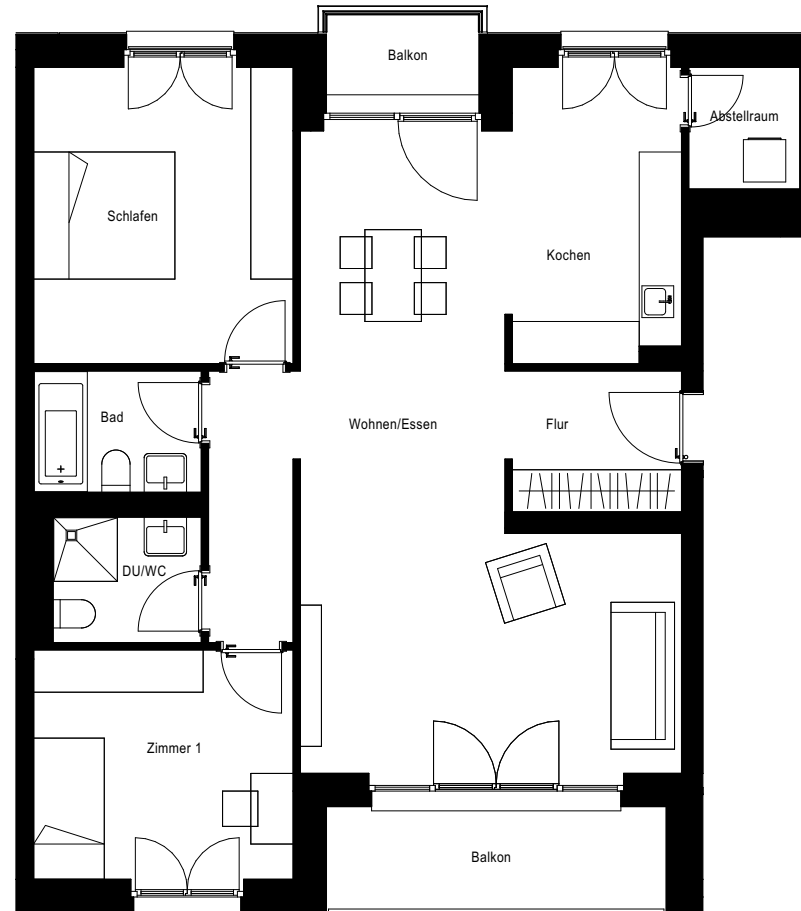 Balkon
Abstellraum
Schlafen
Kochen
Bad
Wohnen/Essen
Flur
DU/WC
Zimmer 1
Balkon